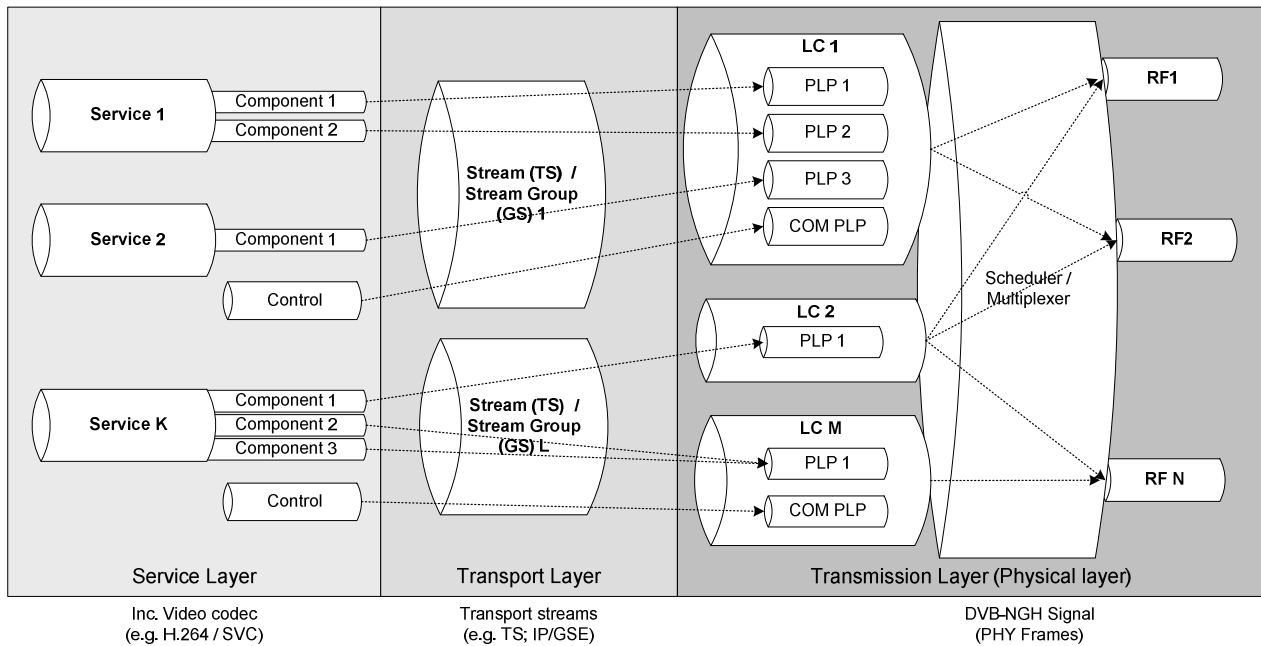 Service 1
Component 1
Component 2
Service 2
Component 1
Control
Service K
Component 1
Component 2
Component 3
Control
Service Layer
Inc. Video codec
(e.g. H.264 / SVC)
Stream (TS) /
Stream Group
(GS) 1
Stream (TS) /
Stream Group
(GS) L
Transport Layer
Transport streams
(e.g. TS; IP/GSE)
LC 1
PLP 1
PLP 2
PLP 3
COM PLP
LC 2
PLP 1
LC M
PLP 1
COM PLP
Scheduler /
Multiplexer
RF1
RF2
RF N
Transmission Layer (Physical layer)
DVB-NGH Signal
(PHY Frames)